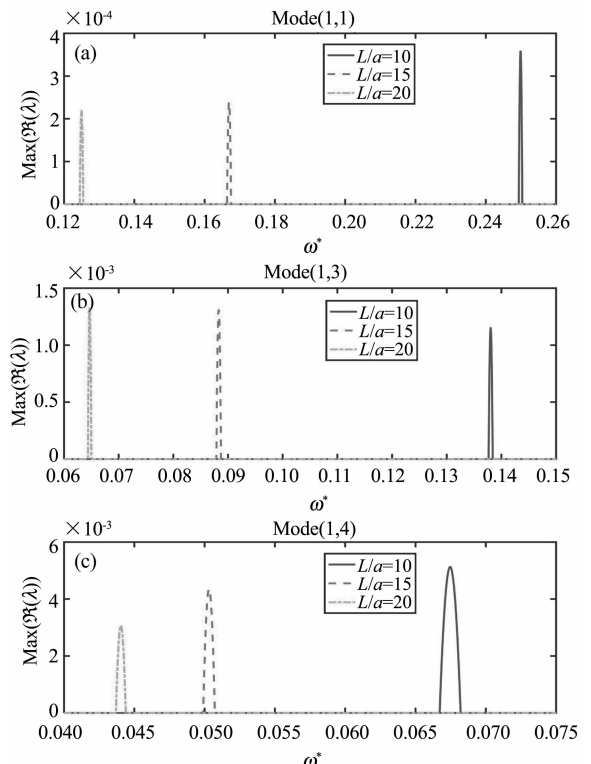 ×10⁻⁴ Mode(1,1)
(a)
L/a=10
L/a=15
L/a=20
Max(ℜ(λ))
4
3
2
1
0
0.12 0.14 0.16 0.18 0.20 0.22 0.24 0.26
ω*
×10⁻³ Mode(1,3)
(b)
L/a=10
L/a=15
L/a=20
Max(ℜ(λ))
1.5
1.0
0.5
0
0.06 0.07 0.08 0.09 0.10 0.11 0.12 0.13 0.14 0.15
ω*
×10⁻³ Mode(1,4)
(c)
L/a=10
L/a=15
L/a=20
Max(ℜ(λ))
6
4
2
0
0.040 0.045 0.050 0.055 0.060 0.065 0.070 0.075
ω*